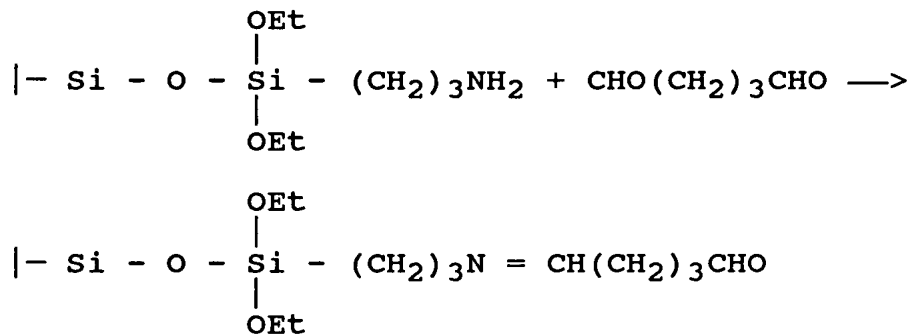 OEt
|— Si - O - Si - (CH₂)₃NH₂ + CHO(CH₂)₃CHO —>
OEt
OEt
|— Si - O - Si - (CH₂)₃N = CH(CH₂)₃CHO
OEt